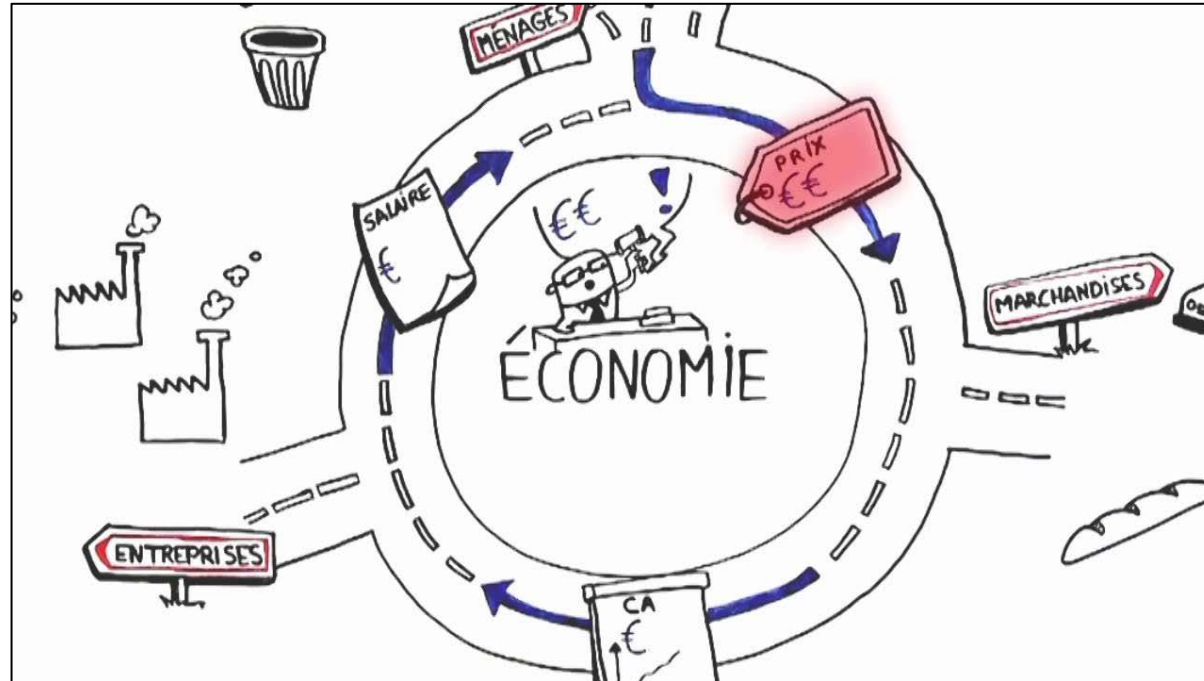 MÉNAGES
PRIX
€ €
SALAIRE
€
€ €
!
MARCHANDISES
ÉCONOMIE
ENTREPRISES
CA
€